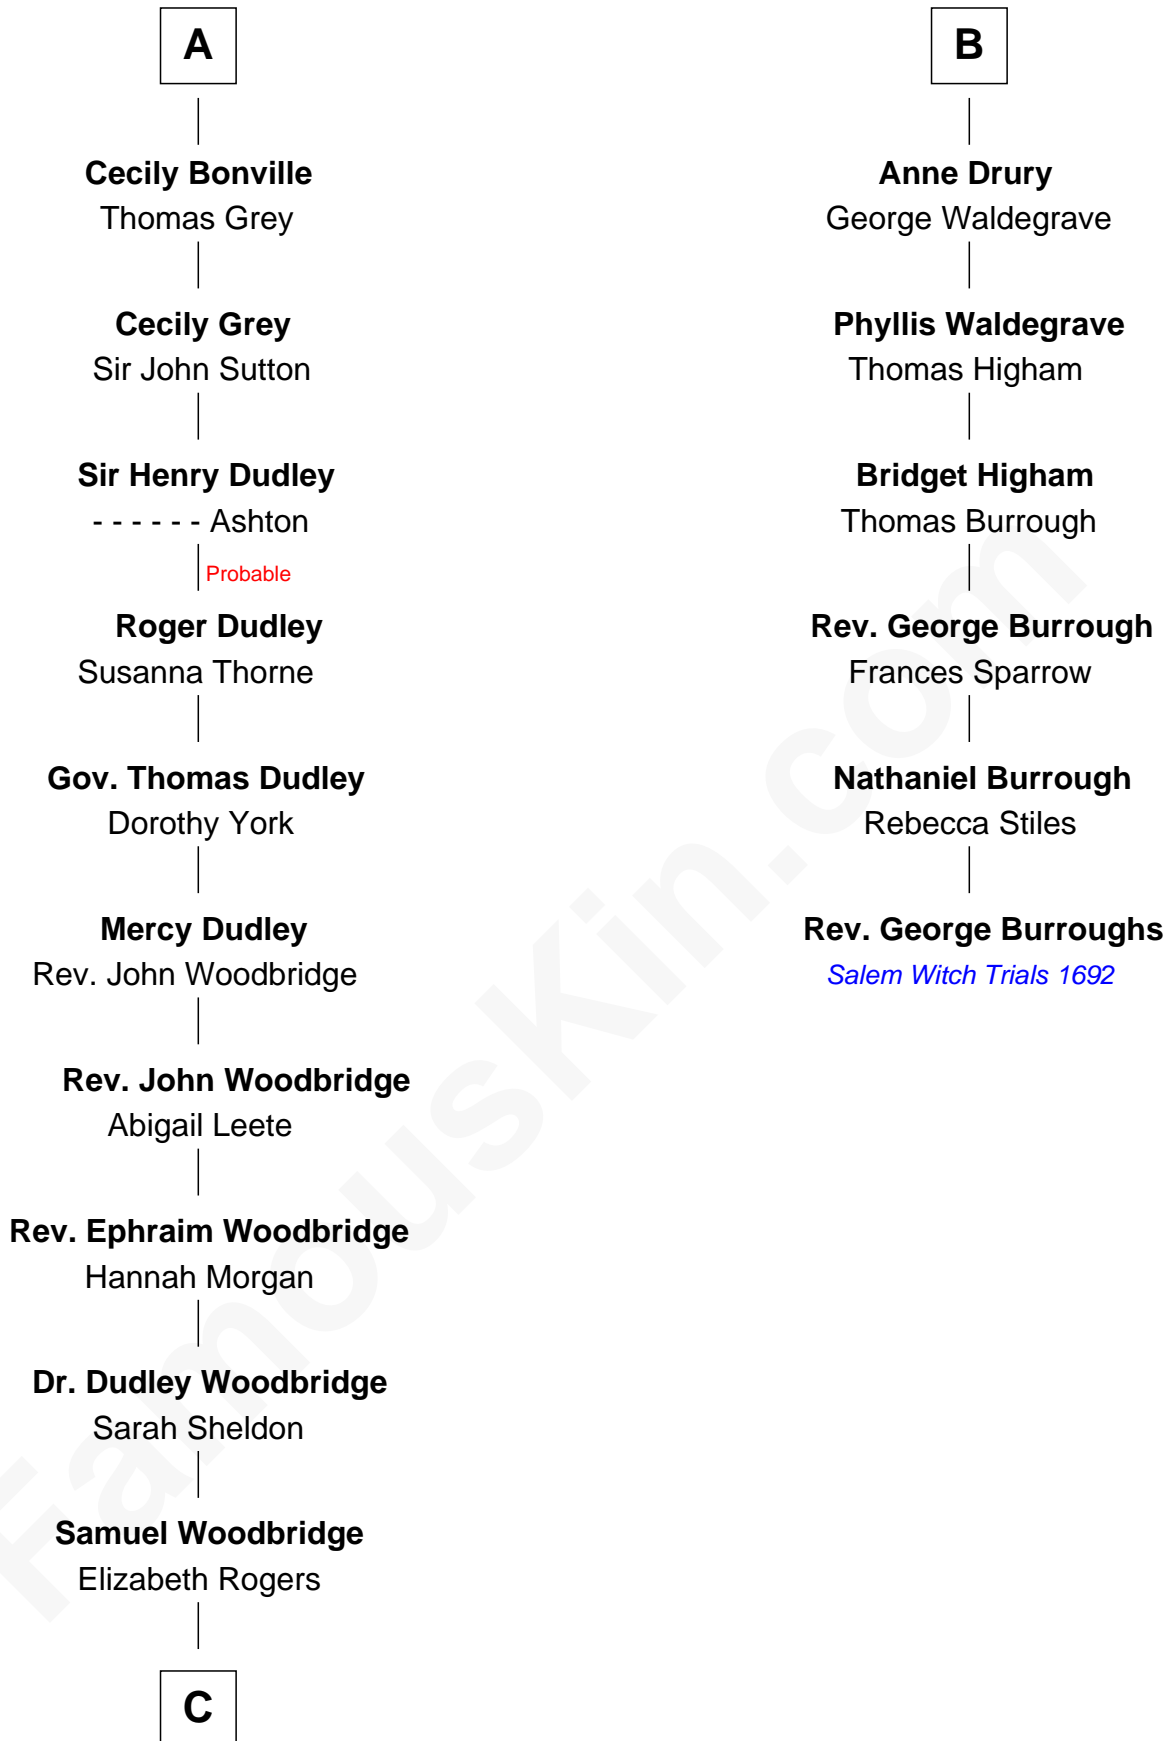 A
Cecily Bonville
Thomas Grey
Cecily Grey
Sir John Sutton
Sir Henry Dudley
- - - - - - Ashton
Probable
Roger Dudley
Susanna Thorne
Gov. Thomas Dudley
Dorothy York
Mercy Dudley
Rev. John Woodbridge
Rev. John Woodbridge
Abigail Leete
Rev. Ephraim Woodbridge
Hannah Morgan
Dr. Dudley Woodbridge
Sarah Sheldon
Samuel Woodbridge
Elizabeth Rogers
C
B
Anne Drury
George Waldegrave
Phyllis Waldegrave
Thomas Higham
Bridget Higham
Thomas Burrough
Rev. George Burrough
Frances Sparrow
Nathaniel Burrough
Rebecca Stiles
Rev. George Burroughs
Salem Witch Trials 1692
FamousKin.com